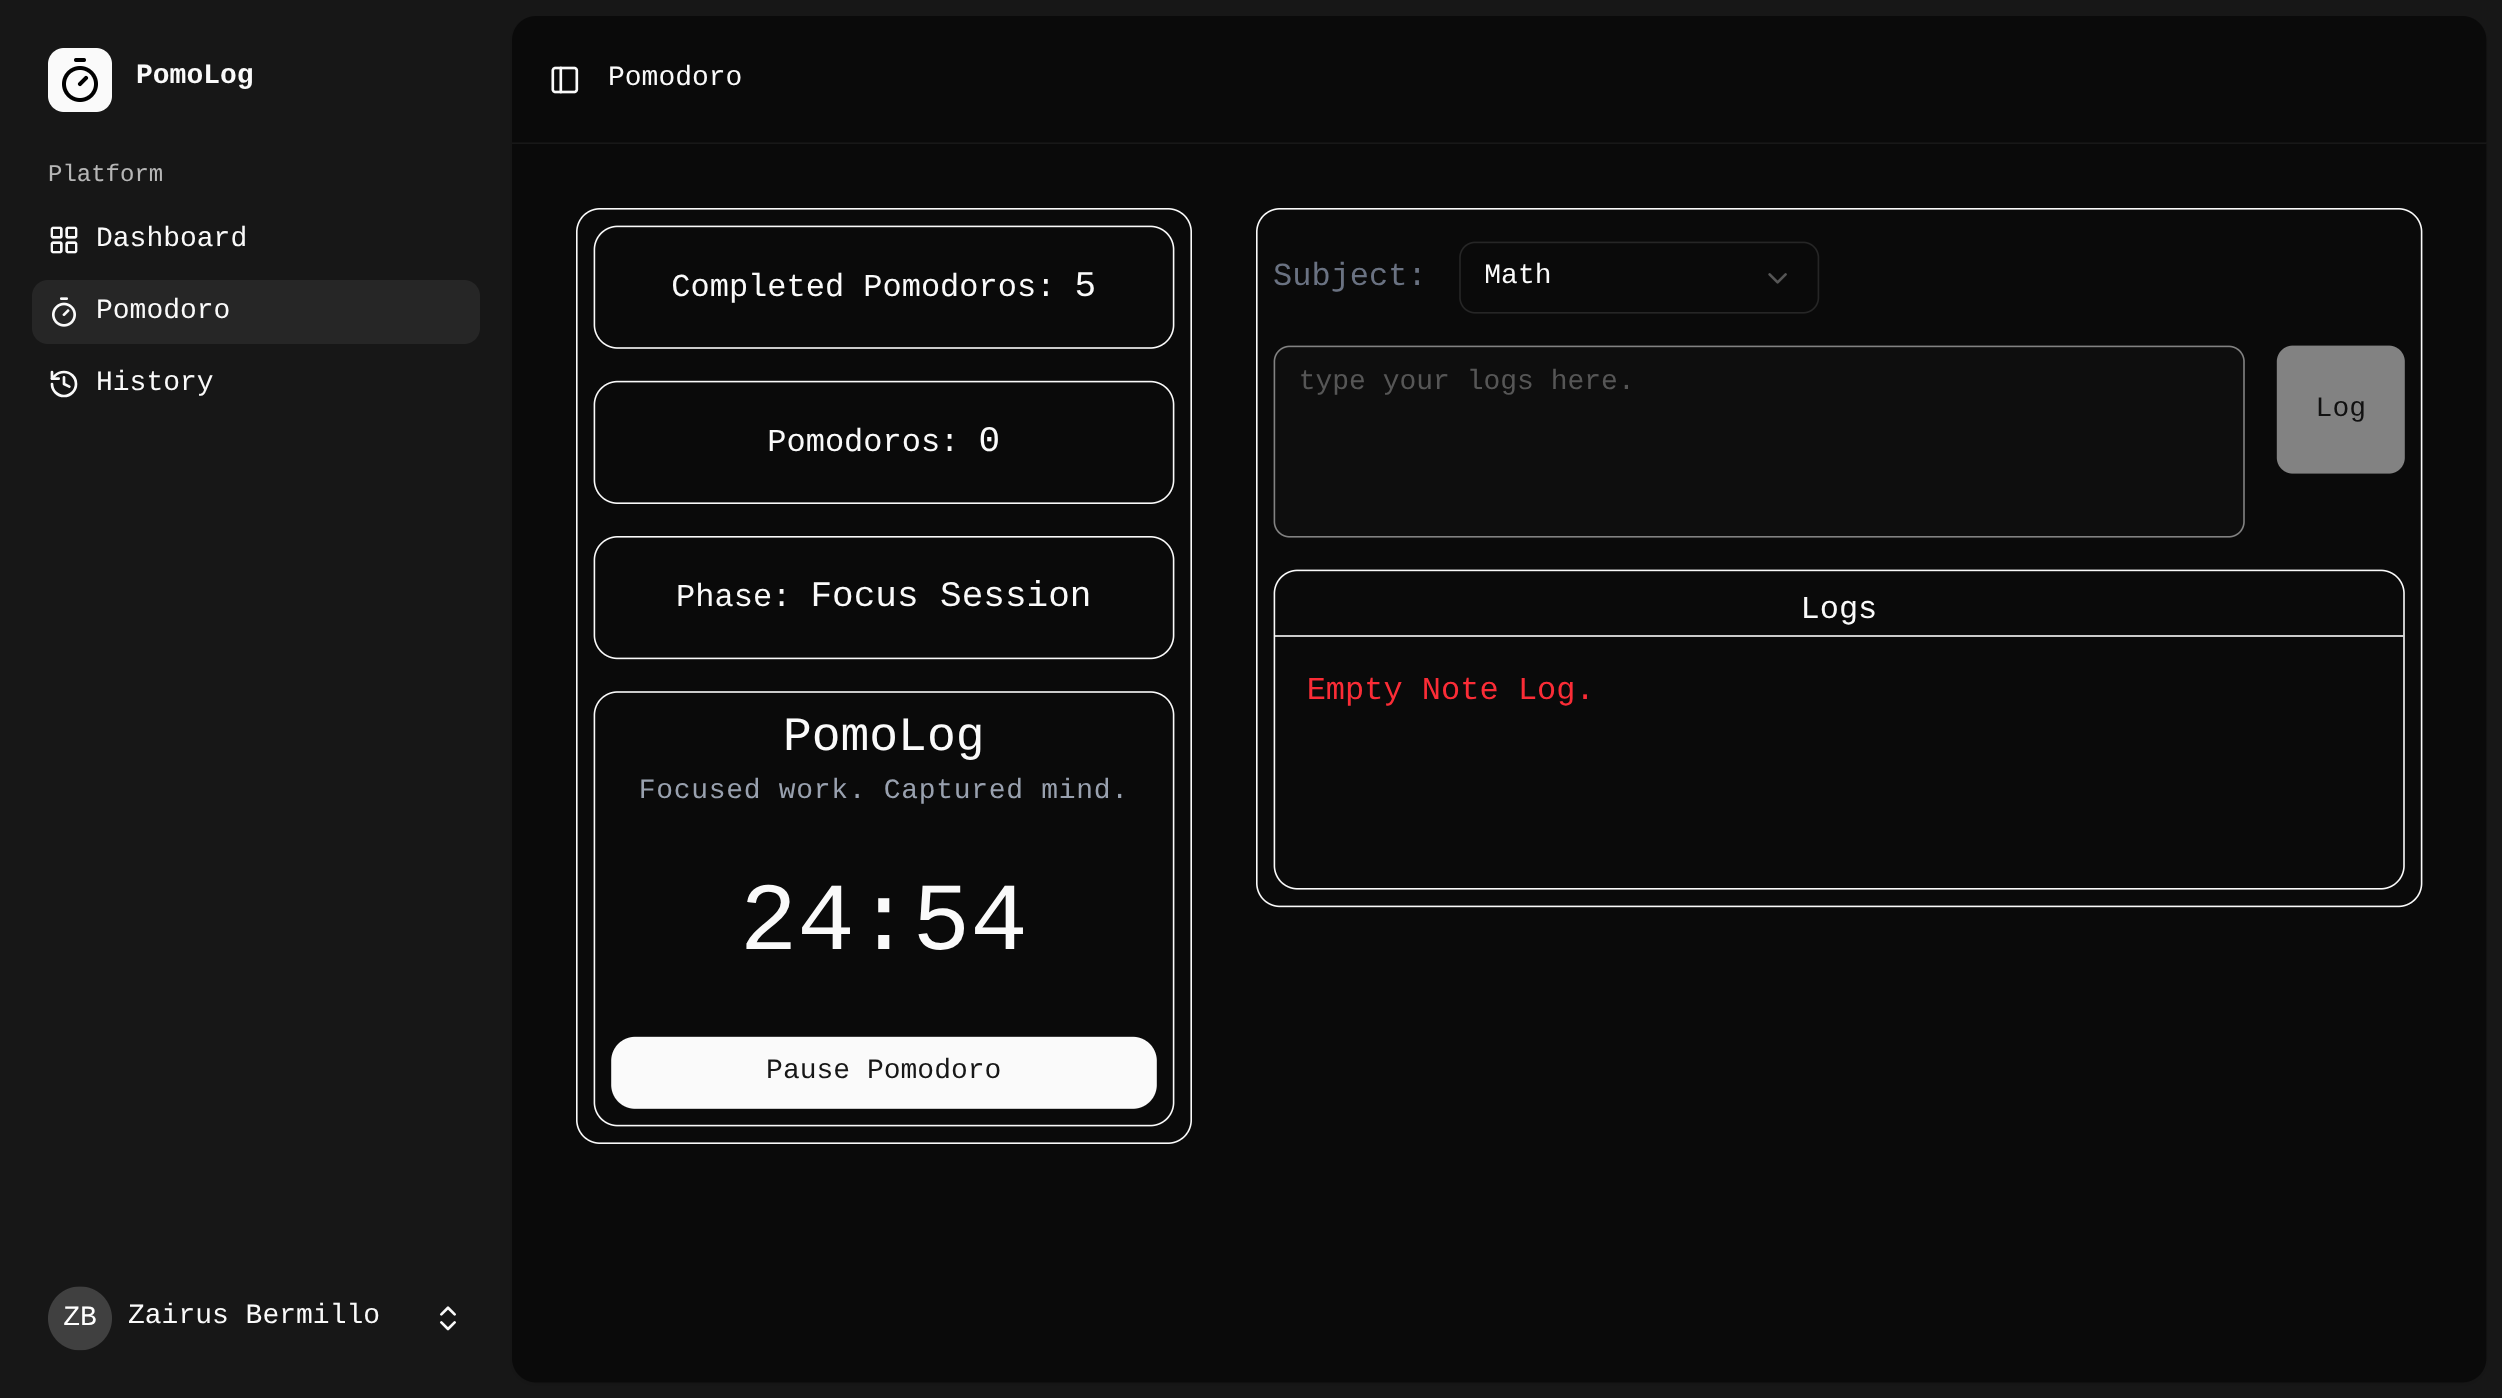 PomoLog
Platform
Dashboard
Pomodoro
History
ZB Zairus Bermillo
Pomodoro
Completed Pomodoros: 5
Pomodoros: 0
Phase: Focus Session
PomoLog
Focused work. Captured mind.
24:54
Pause Pomodoro
Subject: Math
type your logs here.
Log
Logs
Empty Note Log.